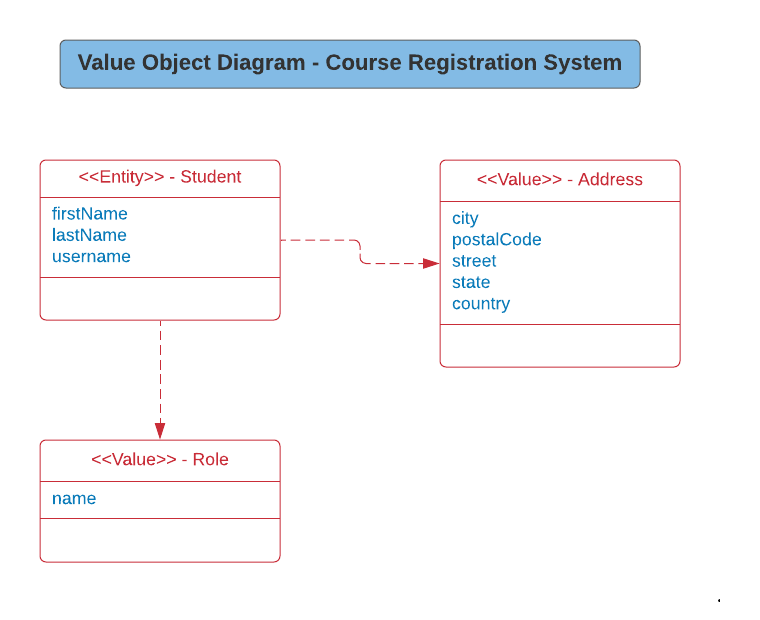 Value Object Diagram - Course Registration System
<<Entity>> - Student
firstName
lastName
username
<<Value>> - Address
city
postalCode
street
state
country
<<Value>> - Role
name